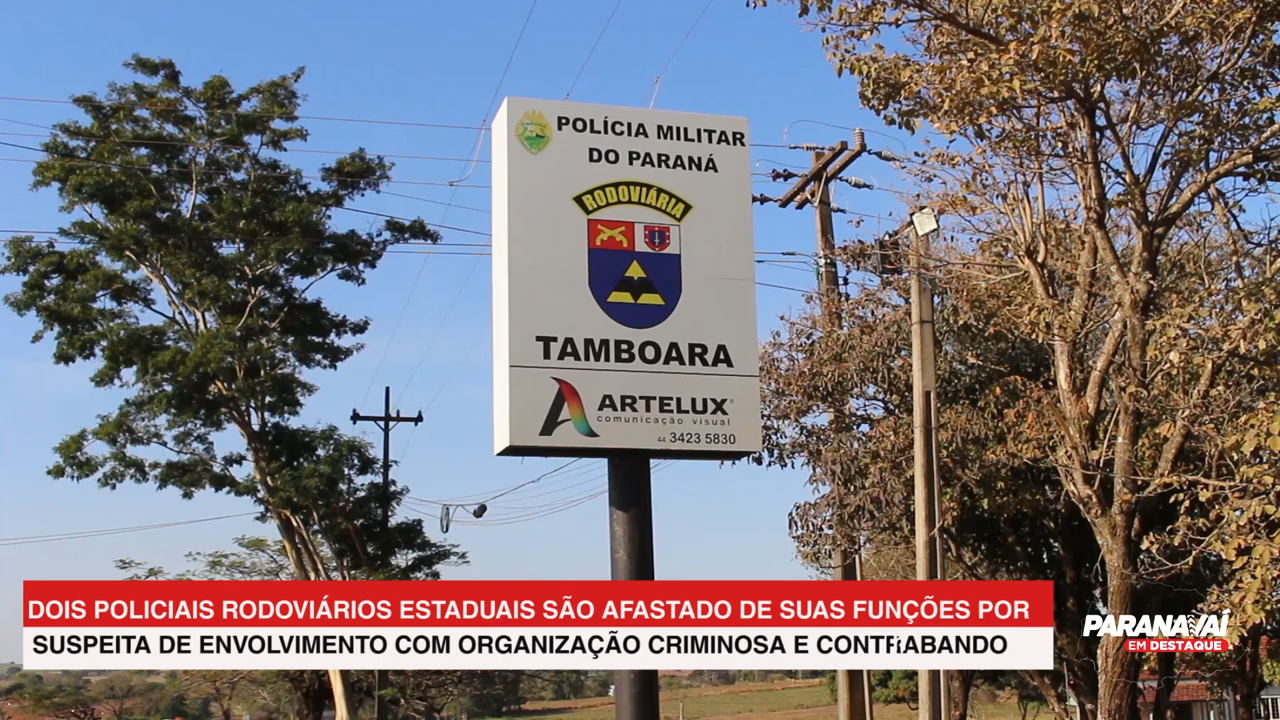 POLÍCIA MILITAR
DO PARANÁ
RODOVIÁRIA
TAMBOARA
ARTELUX
comunicação visual
44 3423 5830
DOIS POLICIAIS RODOVIÁRIOS ESTADUAIS SÃO AFASTADO DE SUAS FUNÇÕES POR
SUSPEITA DE ENVOLVIMENTO COM ORGANIZAÇÃO CRIMINOSA E CONTRABANDO
PARANAVAÍ
EM DESTAQUE